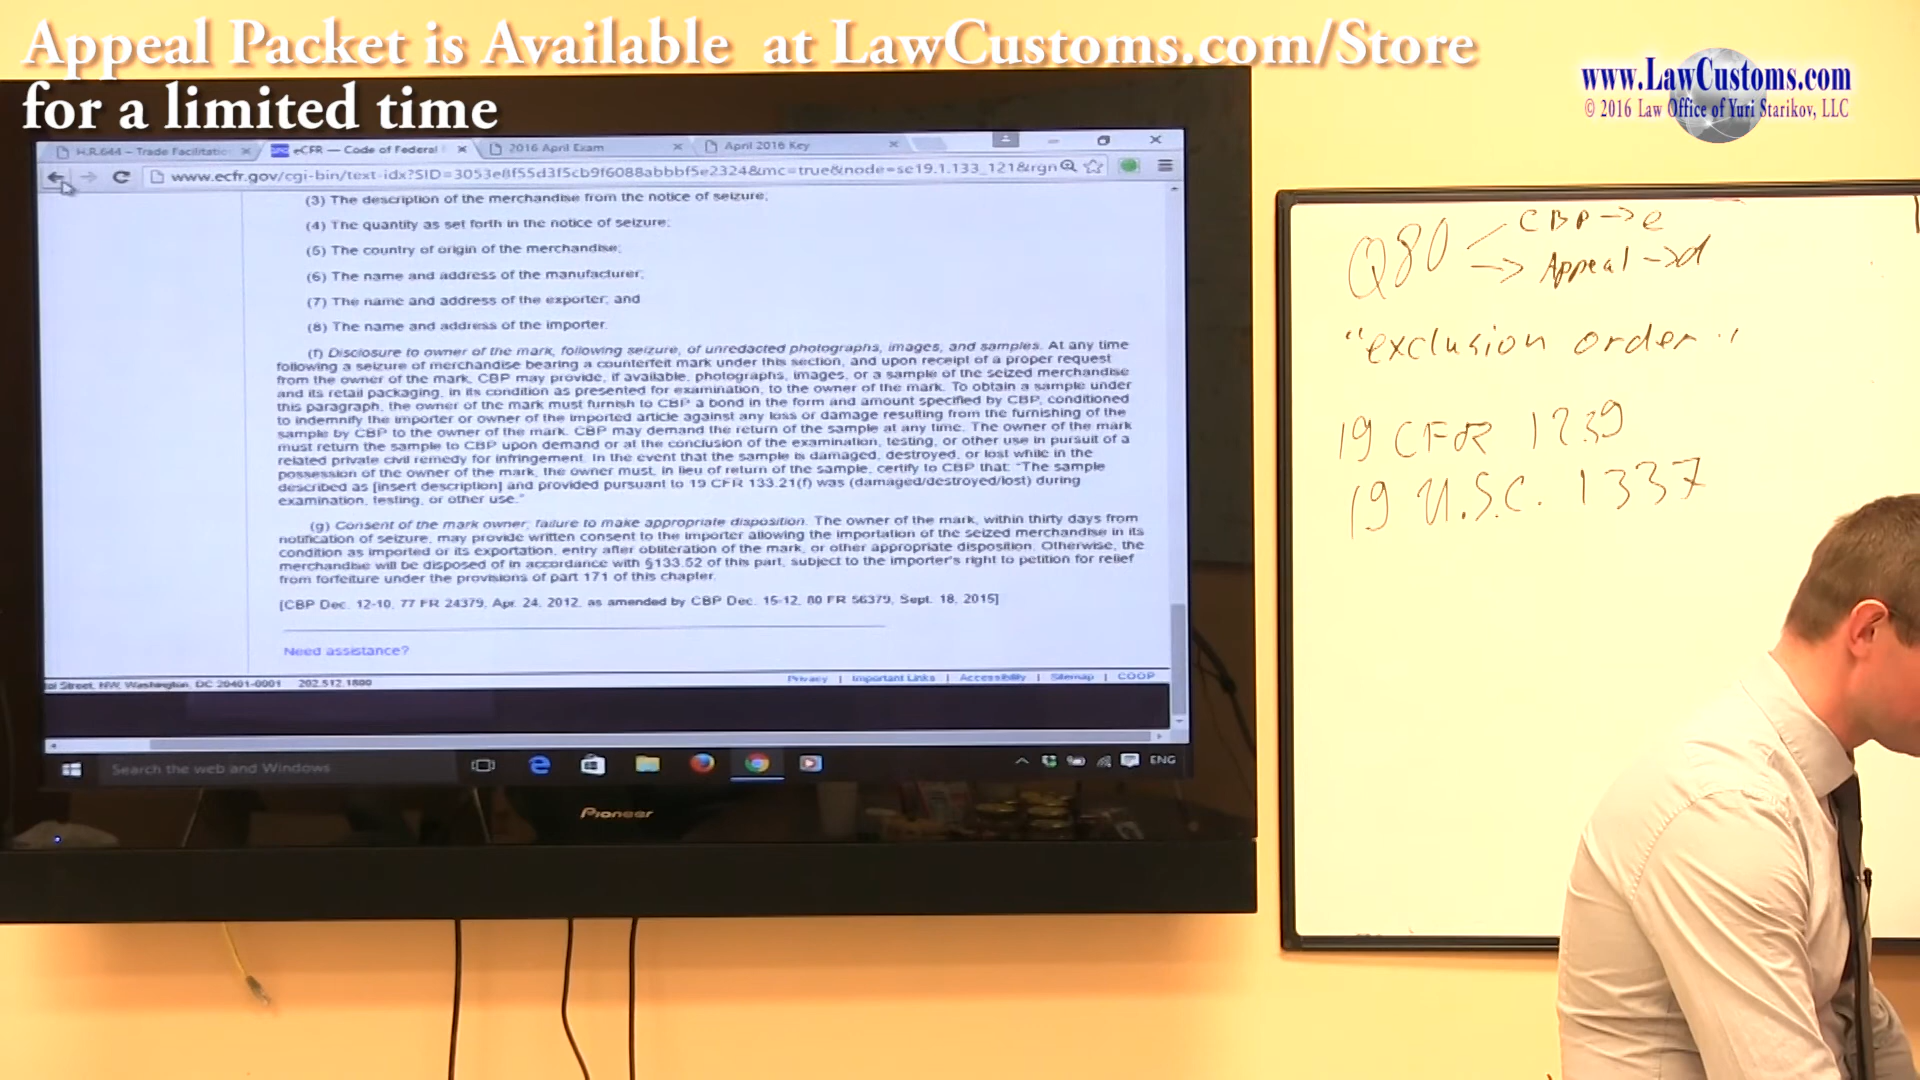 Appeal Packet is Available at LawCustoms.com/Store
for a limited time
www.LawCustoms.com
© 2016 Law Office of Yuri Starikov, LLC
H.R.644 – Trade Facilitatio
eCFR — Code of Federal
2016 April Exam
April 2016 Key
www.ecfr.gov/cgi-bin/text-idx?SID=3053e8f55d3f5cb9f6088abbbf5e2324&mc=true&node=se19.1.133_121&rgn
(3) The description of the merchandise from the notice of seizure;
(4) The quantity as set forth in the notice of seizure;
(5) The country of origin of the merchandise;
(6) The name and address of the manufacturer;
(7) The name and address of the exporter; and
(8) The name and address of the importer.
(f) Disclosure to owner of the mark, following seizure, of unredacted photographs, images, and samples. At any time
following a seizure of merchandise bearing a counterfeit mark under this section, and upon receipt of a proper request
from the owner of the mark, CBP may provide, if available, photographs, images, or a sample of the seized merchandise
and its retail packaging, in its condition as presented for examination, to the owner of the mark. To obtain a sample under
this paragraph, the owner of the mark must furnish to CBP a bond in the form and amount specified by CBP, conditioned
to indemnify the importer or owner of the imported article against any loss or damage resulting from the furnishing of the
sample by CBP to the owner of the mark. CBP may demand the return of the sample at any time. The owner of the mark
must return the sample to CBP upon demand or at the conclusion of the examination, testing, or other use in pursuit of a
related private civil remedy for infringement. In the event that the sample is damaged, destroyed, or lost while in the
possession of the owner of the mark, the owner must, in lieu of return of the sample, certify to CBP that: "The sample
described as [insert description] and provided pursuant to 19 CFR 133.21(f) was (damaged/destroyed/lost) during
examination, testing, or other use."
(g) Consent of the mark owner; failure to make appropriate disposition. The owner of the mark, within thirty days from
notification of seizure, may provide written consent to the importer allowing the importation of the seized merchandise in its
condition as imported or its exportation, entry after obliteration of the mark, or other appropriate disposition. Otherwise, the
merchandise will be disposed of in accordance with §133.52 of this part, subject to the importer's right to petition for relief
from forfeiture under the provisions of part 171 of this chapter.
[CBP Dec. 12-10, 77 FR 24379, Apr. 24, 2012, as amended by CBP Dec. 15-12, 80 FR 56379, Sept. 18, 2015]
Need assistance?
ol Street, NW, Washington, DC 20401-0001 202.512.1800
Privacy | Important Links | Accessibility | Sitemap | COOP
Search the web and Windows
ENG
Pioneer
Q80 CBP → e
→ Appeal → d
"exclusion order"
19 CFR 1239
19 U.S.C. 1337